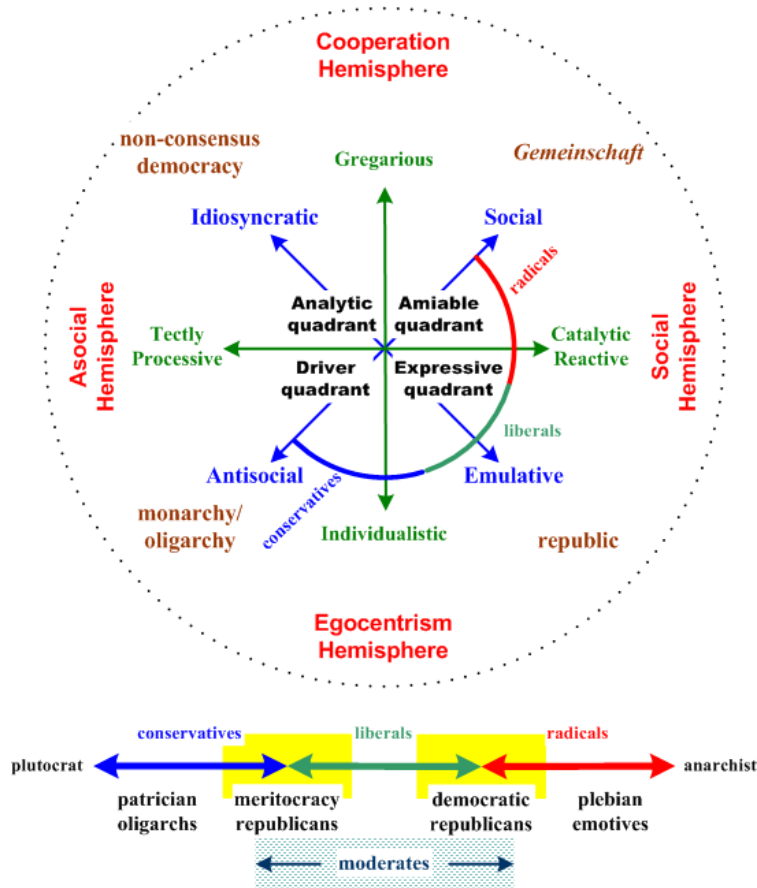 Cooperation
Hemisphere
non-consensus
democracy
Gemeinschaft
Gregarious
Idiosyncratic
Social
radicals
Analytic
quadrant
Amiable
quadrant
Asocial
Hemisphere
Tectly
Processive
Catalytic
Reactive
Social
Hemisphere
Driver
quadrant
Expressive
quadrant
liberals
Antisocial
Emulative
conservatives
monarchy/
oligarchy
Individualistic
republic
Egocentrism
Hemisphere
conservatives
liberals
radicals
plutocrat
anarchist
patrician
oligarchs
meritocracy
republicans
democratic
republicans
plebian
emotives
moderates